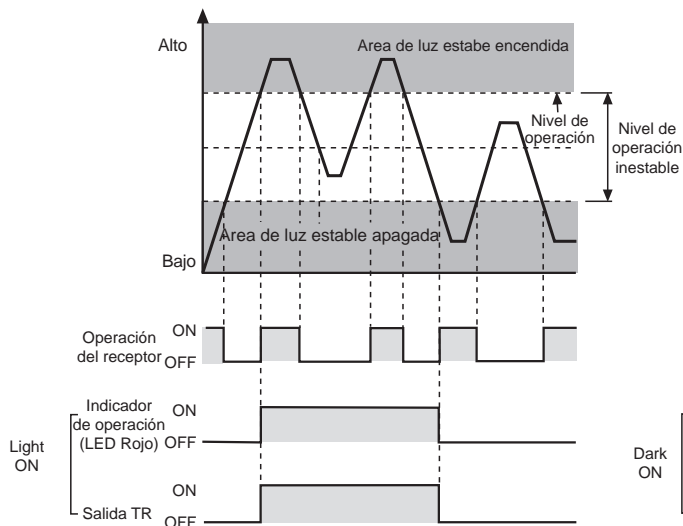 Alto
Area de luz estabe encendida
Nivel de
operación
Nivel de
operación
inestable
Area de luz estable apagada
Bajo
Operación
del receptor
ON
OFF
Light
ON
Indicador
de operación
(LED Rojo)
ON
OFF
Dark
ON
Salida TR
ON
OFF